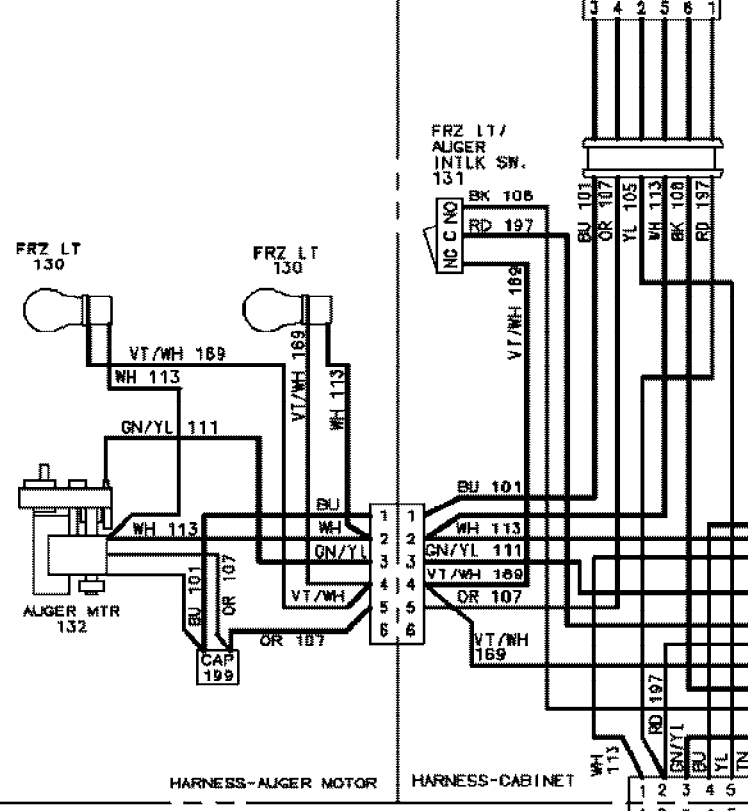 3 4 2 5 6 1
FRZ LT/
AUGER
INTLK SW.
131
BK 108
RD 197
NO
C
NC
VT/WH 169
BU 101
OR 107
YL 105
WH 113
BK 108
RD 197
FRZ LT
130
FRZ LT
130
VT/WH 169
WH 113
VT/WH 169
WH 113
GN/YL 111
WH 113
BU 101
OR 107
AUGER MTR
132
CAP
199
OR 107
BU
WH
GN/YL
VT/WH
1 1
2 2
3 3
4 4
5 5
6 6
BU 101
WH 113
GN/YL 111
VT/WH 169
OR 107
VT/WH
169
RD 197
WH
113
GN/YL
BU
YL
TN
1 2 3 4 5
HARNESS-AUGER MOTOR
HARNESS-CABINET